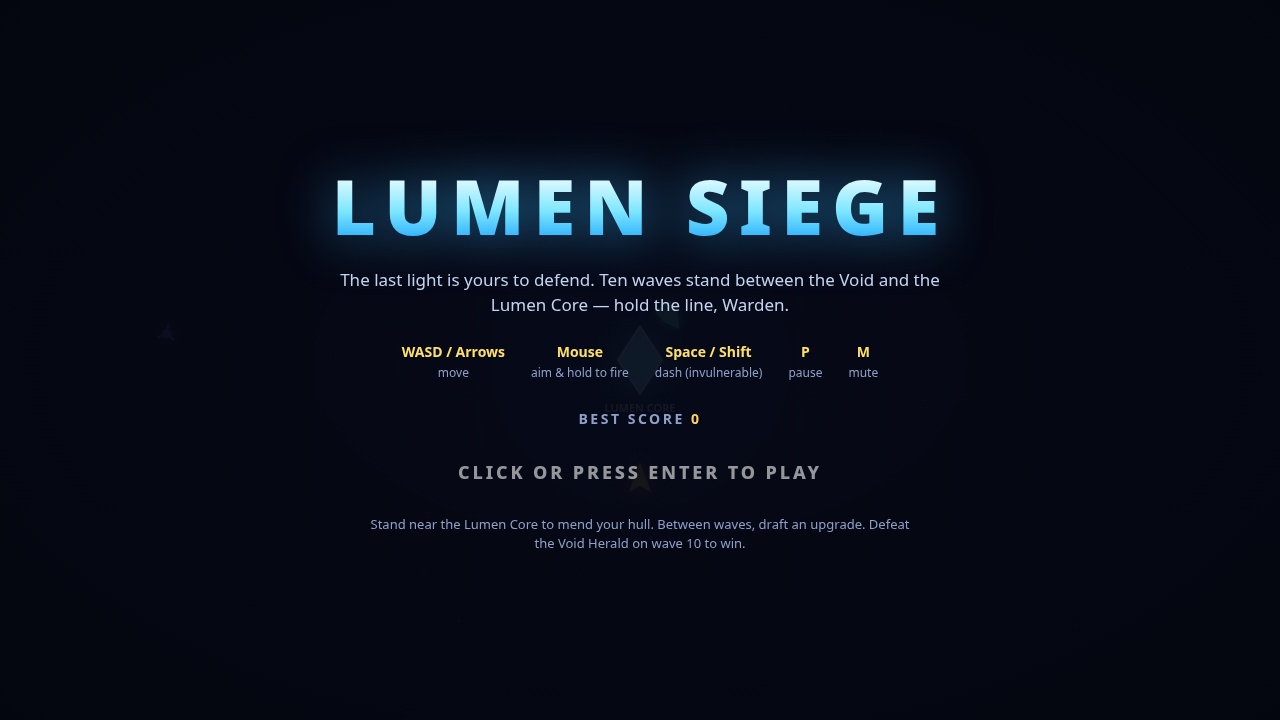 LUMEN SIEGE
The last light is yours to defend. Ten waves stand between the Void and the
Lumen Core — hold the line, Warden.
WASD / Arrows Mouse Space / Shift P M
move aim & hold to fire dash (invulnerable) pause mute
LUMEN CORE
BEST SCORE 0
CLICK OR PRESS ENTER TO PLAY
Stand near the Lumen Core to mend your hull. Between waves, draft an upgrade. Defeat
the Void Herald on wave 10 to win.